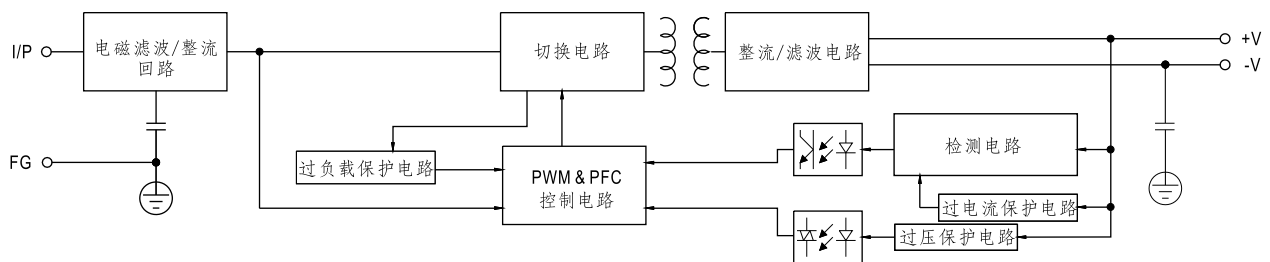 I/P
电磁滤波/整流
回路
切换电路
整流/滤波电路
+V
-V
FG
过负载保护电路
PWM & PFC
控制电路
检测电路
过电流保护电路
过压保护电路